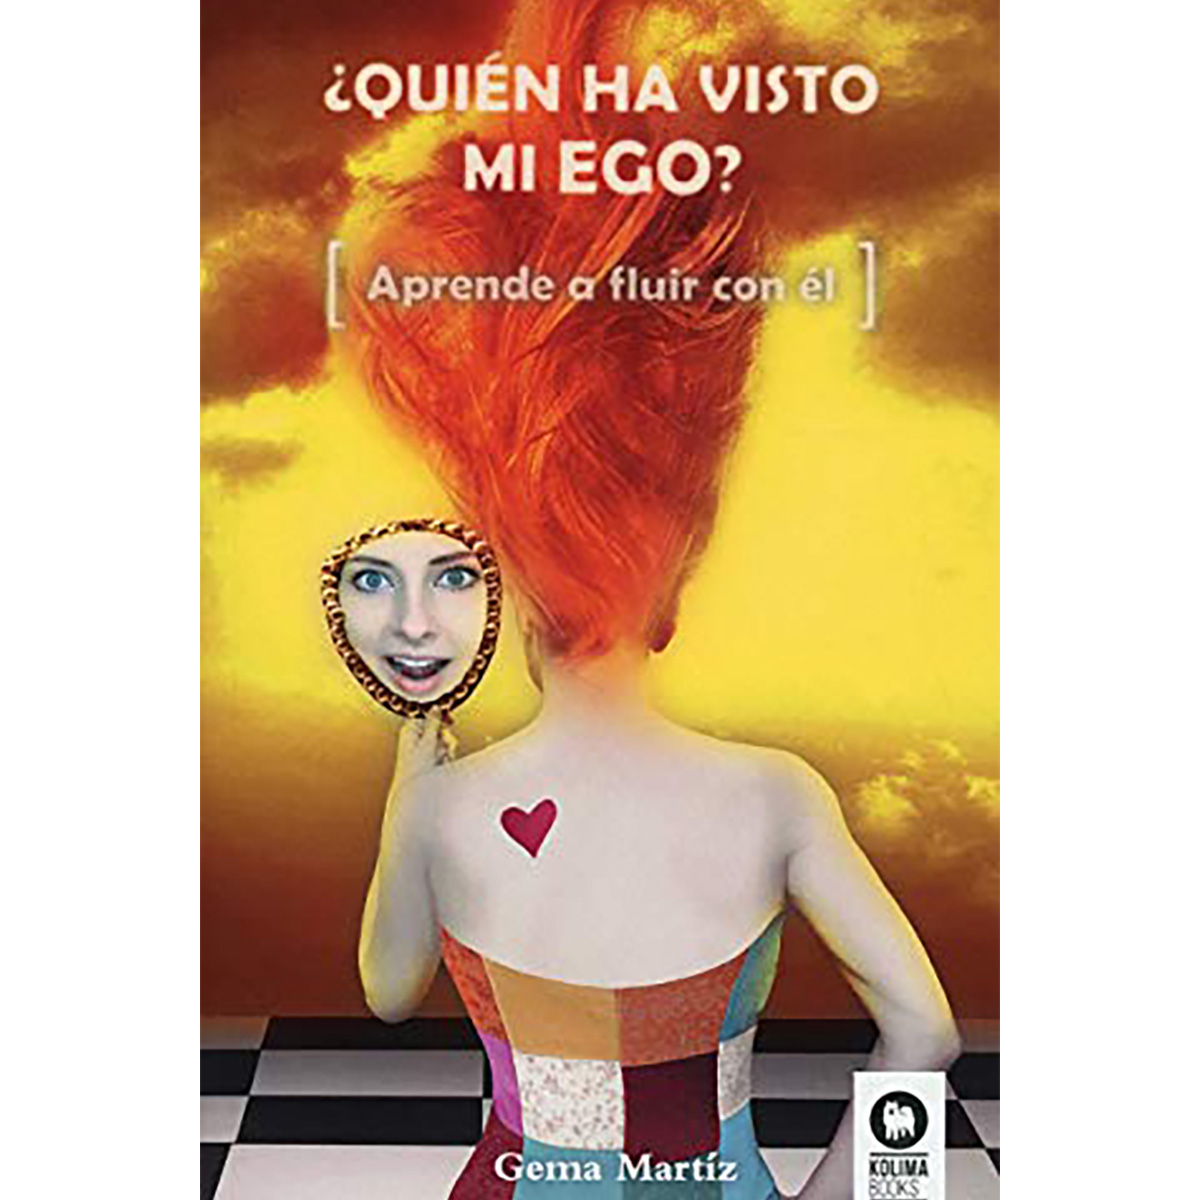 ¿QUIÉN HA VISTO
MI EGO?
[ Aprende a fluir con él ]
Gema Martíz
KOLIMA
BOOKS